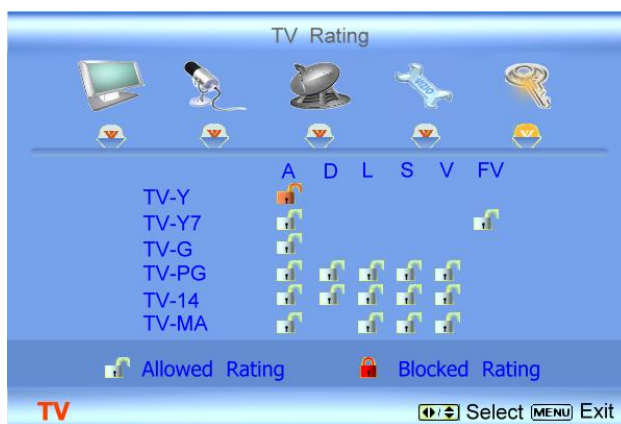 TV Rating
VIZIO
A D L S V FV
TV-Y
TV-Y7
TV-G
TV-PG
TV-14
TV-MA
Allowed Rating
Blocked Rating
TV
Select MENU Exit